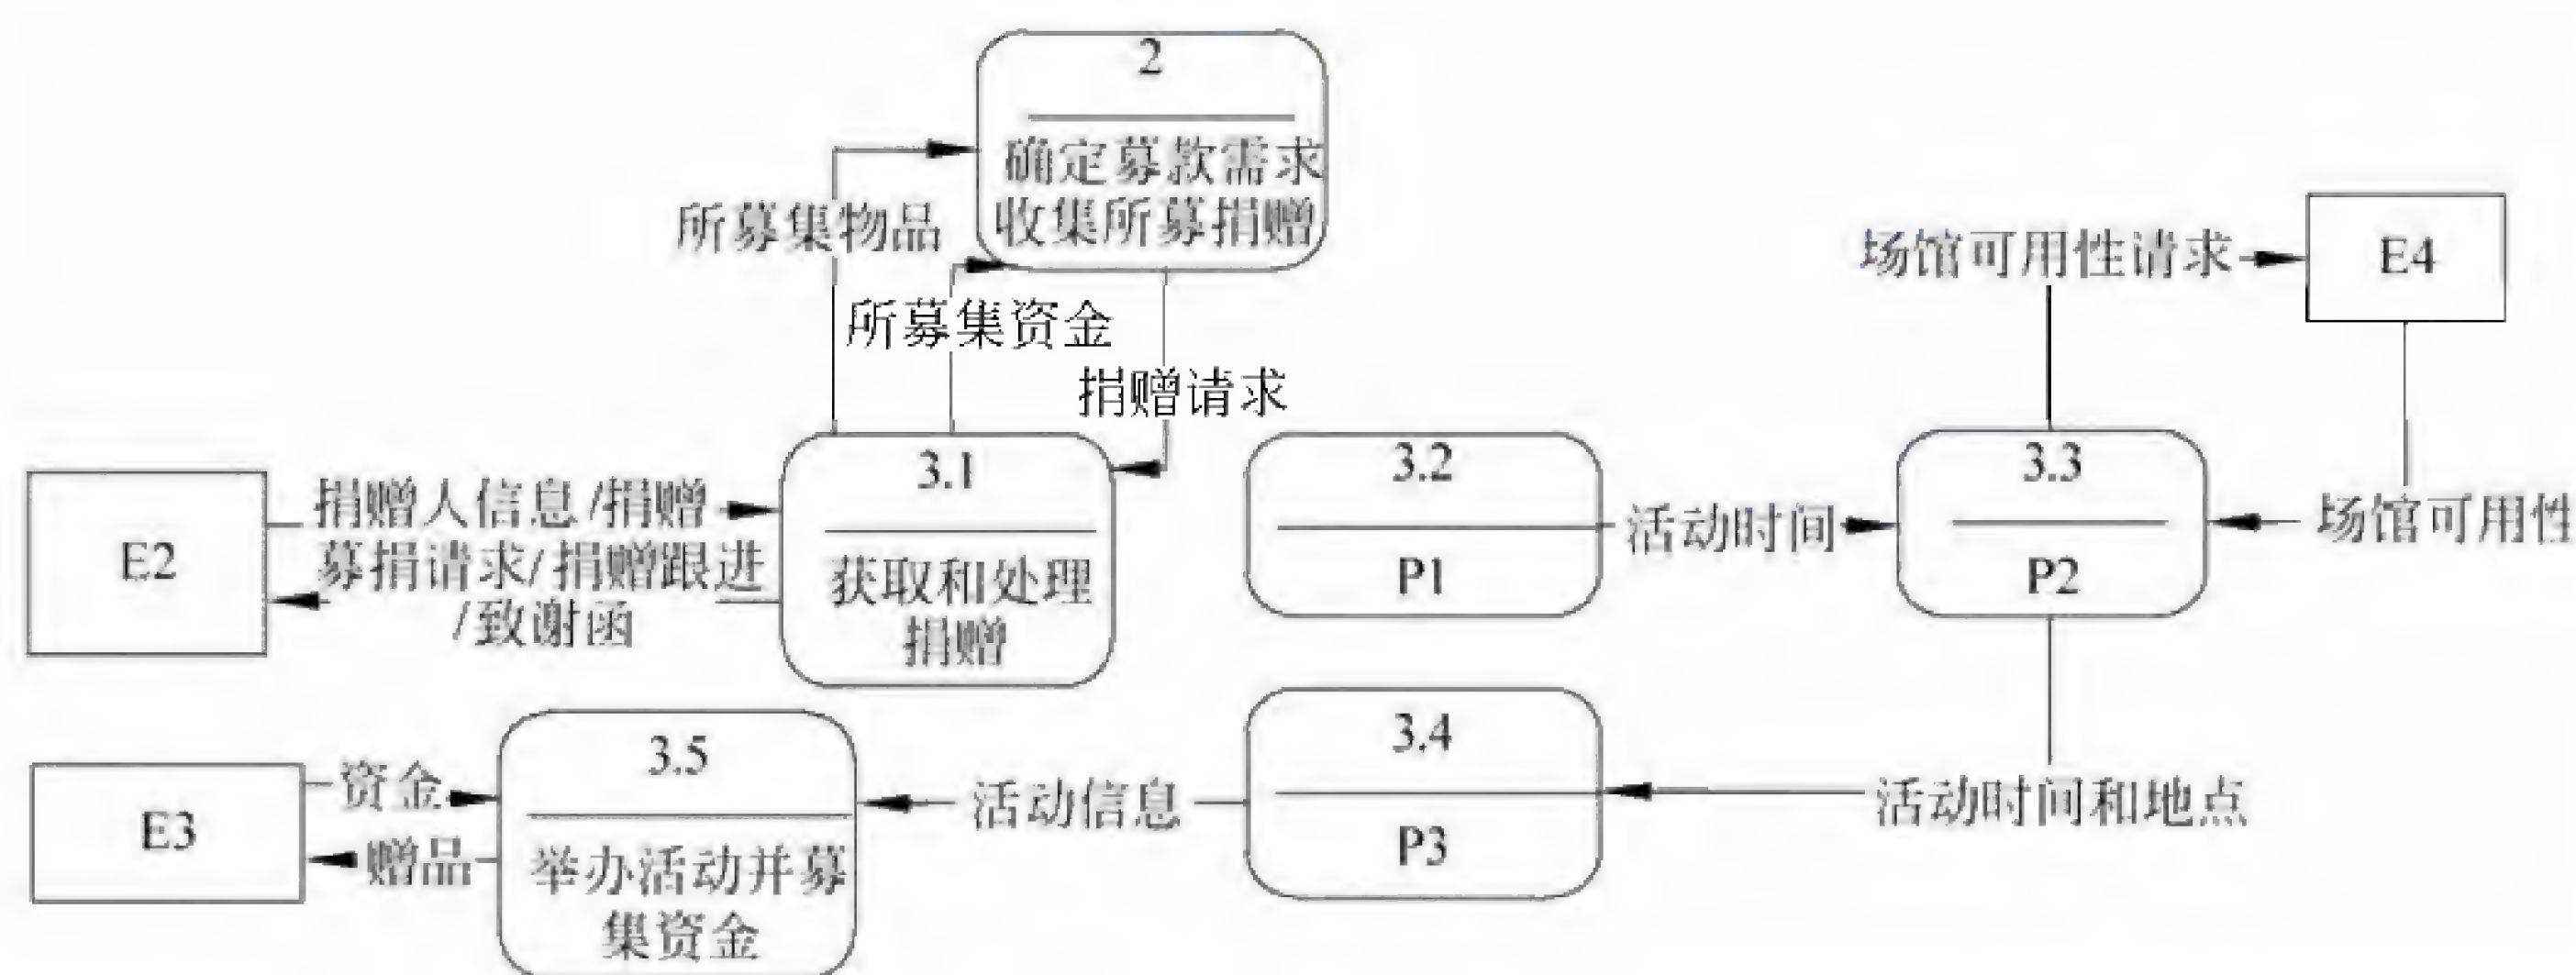 2
确定募款需求
收集所募捐赠
所募集物品
所募集资金
捐赠请求
场馆可用性请求
E4
场馆可用性
E2
捐赠人信息/捐赠
募捐请求/捐赠跟进
/致谢函
3.1
获取和处理
捐赠
3.2
P1
活动时间
3.3
P2
E3
资金
赠品
3.5
举办活动并募
集资金
活动信息
3.4
P3
活动时间和地点